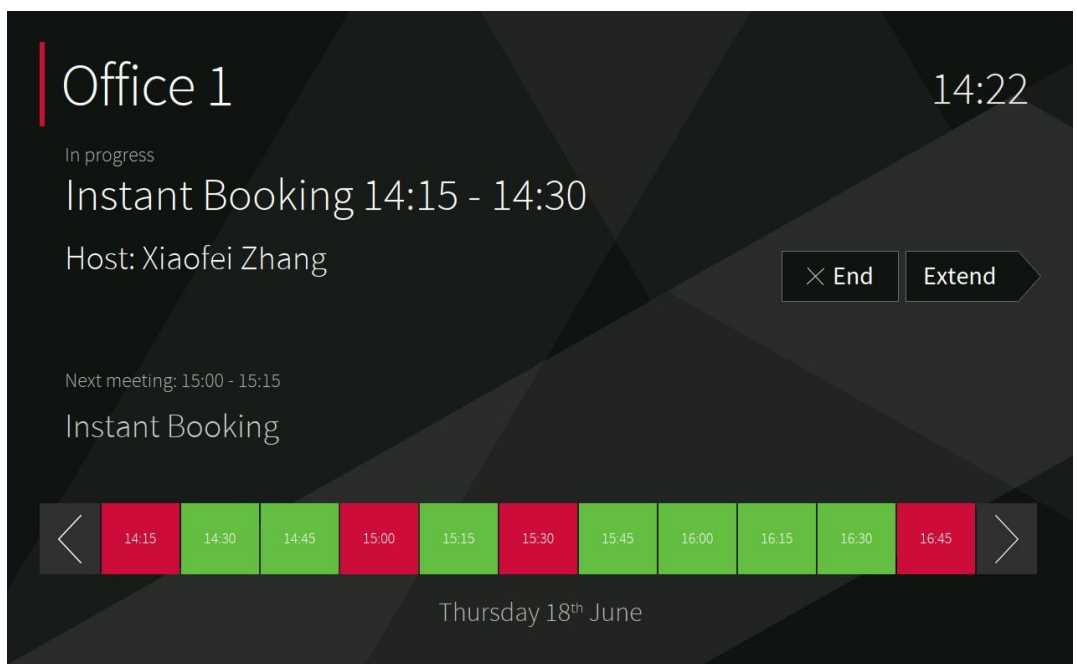 Office 1
14:22
In progress
Instant Booking 14:15 - 14:30
Host: Xiaofei Zhang
× End
Extend
Next meeting: 15:00 - 15:15
Instant Booking
14:15 14:30 14:45 15:00 15:15 15:30 15:45 16:00 16:15 16:30 16:45
Thursday 18th June